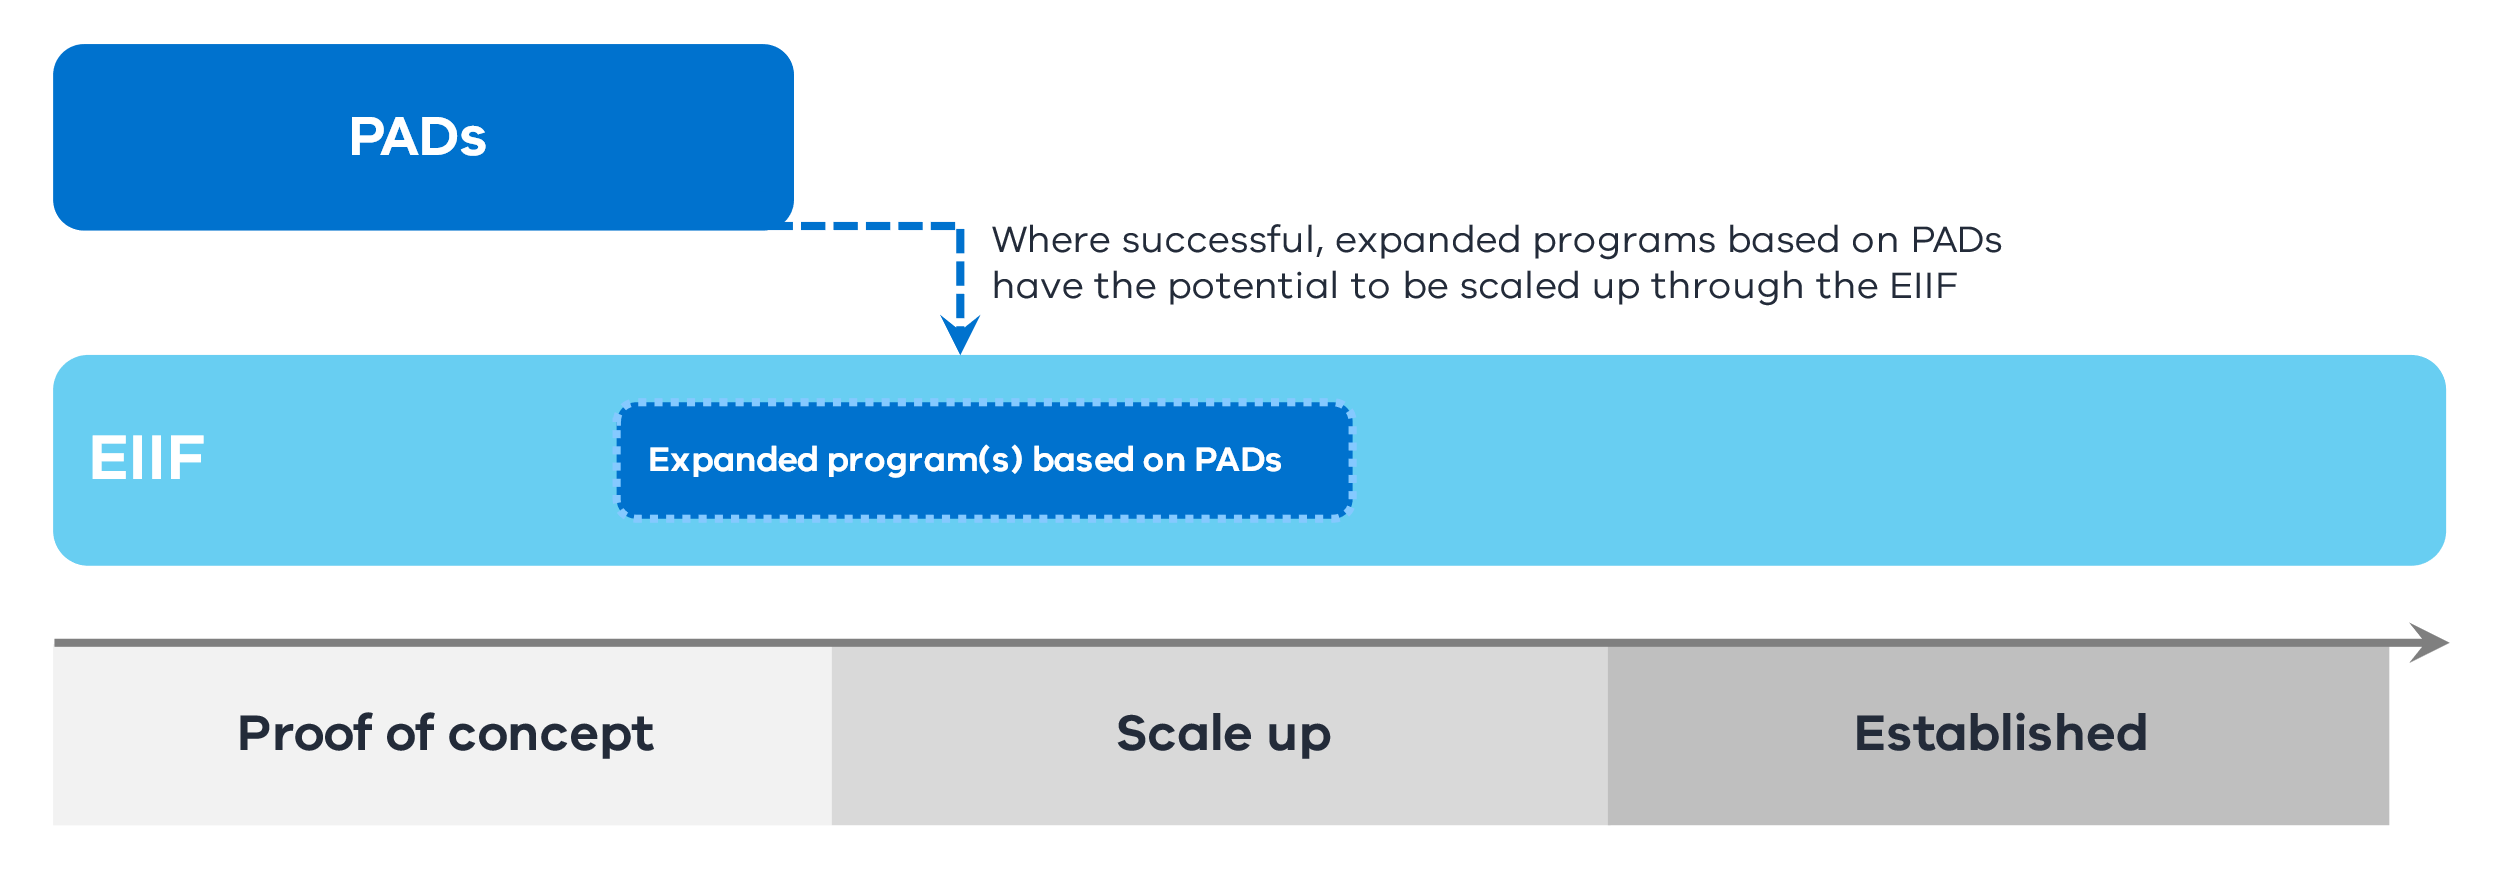 PADs
Where successful, expanded programs based on PADs
have the potential to be scaled up through the EIIF
EIIF
Expanded program(s) based on PADs
Proof of concept
Scale up
Established